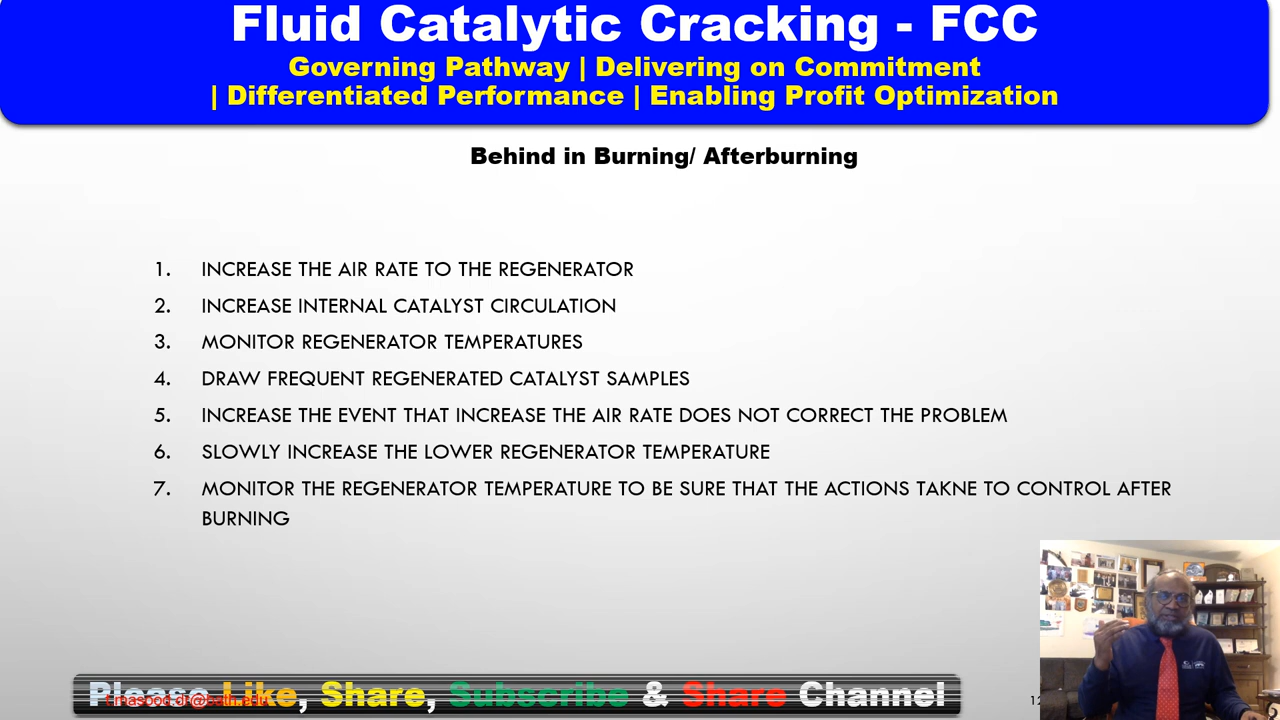 Fluid Catalytic Cracking - FCC
Governing Pathway | Delivering on Commitment
| Differentiated Performance | Enabling Profit Optimization
Behind in Burning/ Afterburning
1. INCREASE THE AIR RATE TO THE REGENERATOR
2. INCREASE INTERNAL CATALYST CIRCULATION
3. MONITOR REGENERATOR TEMPERATURES
4. DRAW FREQUENT REGENERATED CATALYST SAMPLES
5. INCREASE THE EVENT THAT INCREASE THE AIR RATE DOES NOT CORRECT THE PROBLEM
6. SLOWLY INCREASE THE LOWER REGENERATOR TEMPERATURE
7. MONITOR THE REGENERATOR TEMPERATURE TO BE SURE THAT THE ACTIONS TAKNE TO CONTROL AFTER
BURNING
Please Like, Share, Subscribe & Share Channel